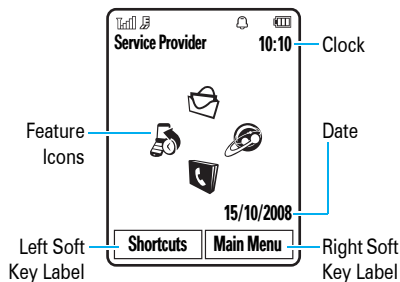 Service Provider
10:10
Clock
Feature
Icons
Date
15/10/2008
Shortcuts
Main Menu
Left Soft
Key Label
Right Soft
Key Label